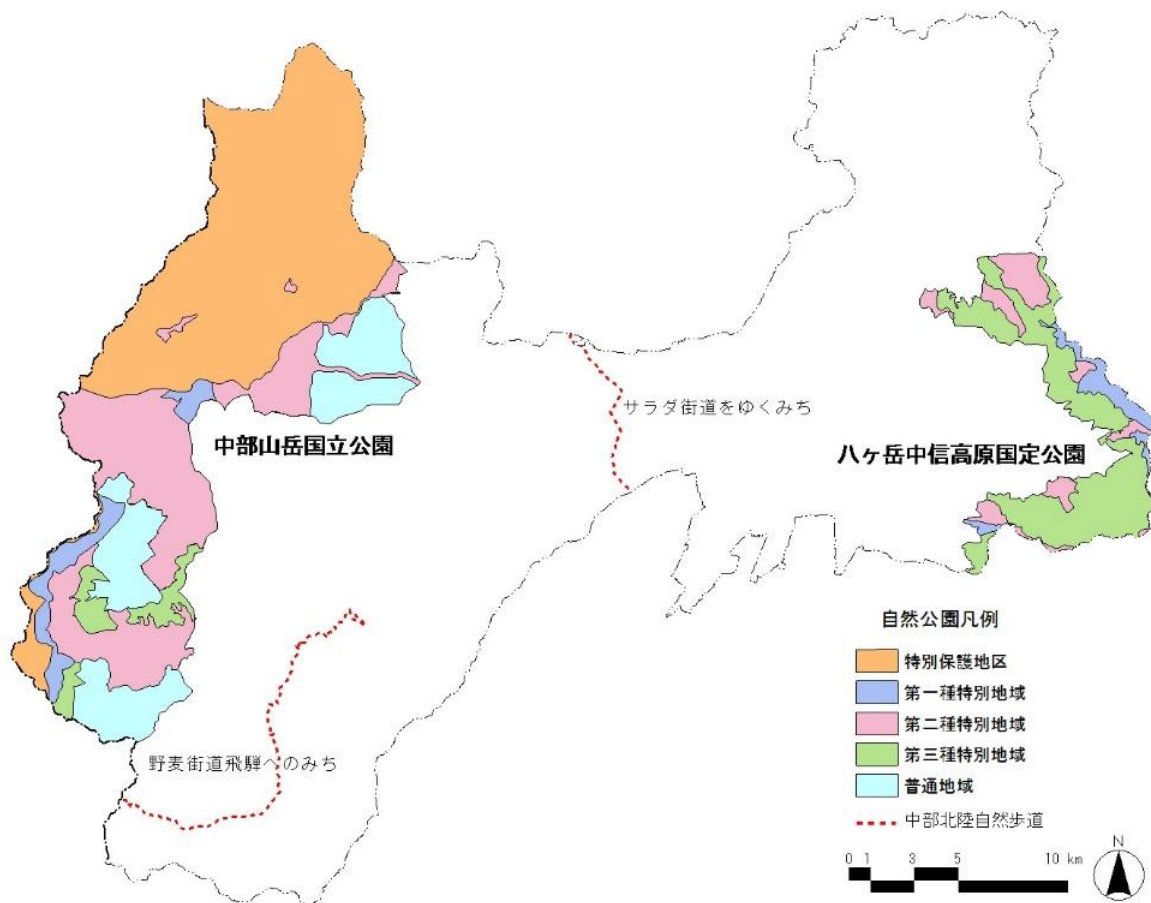 サラダ街道をゆくみち
中部山岳国立公園
八ヶ岳中信高原国定公園
野麦街道飛騨へのみち
自然公園凡例
特別保護地区
第一種特別地域
第二種特別地域
第三種特別地域
普通地域
中部北陸自然歩道
0 1 3 5 10 km
N